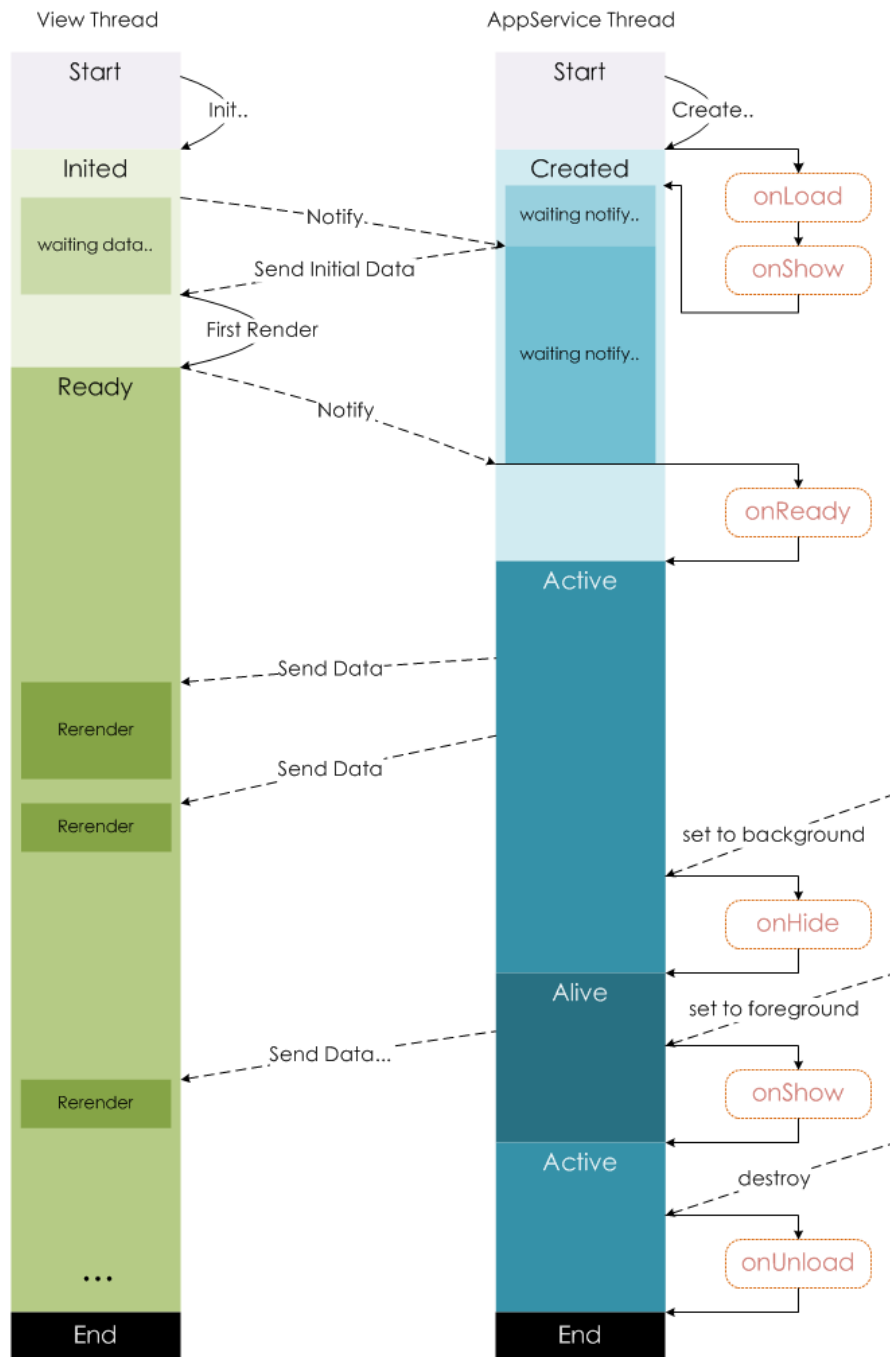 View Thread
AppService Thread
Start
Start
Init..
Create..
Inited
Created
onLoad
waiting data..
Notify
waiting notify..
Send Initial Data
onShow
First Render
waiting notify..
Ready
Notify
onReady
Active
Send Data
Rerender
Send Data
Rerender
set to background
onHide
Alive
set to foreground
Send Data...
Rerender
onShow
Active
destroy
onUnload
...
End
End